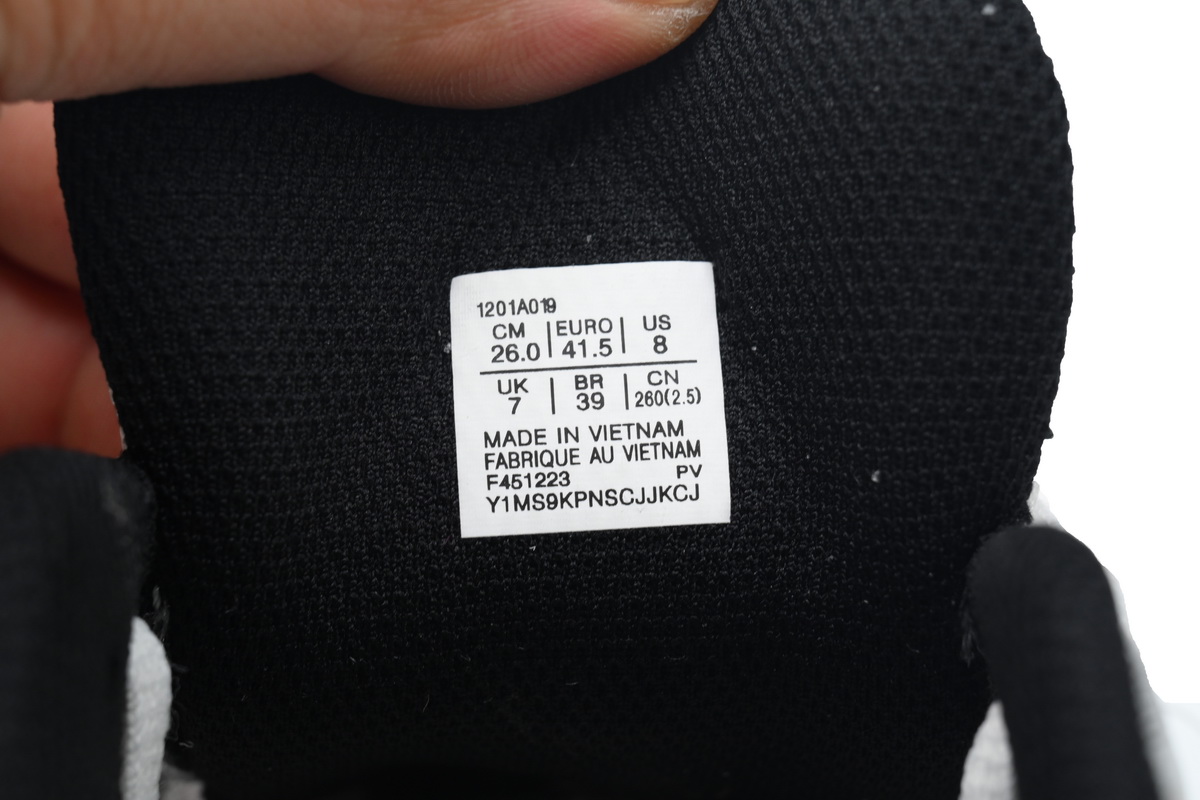 1201A019
CM | EURO | US
26.0 | 41.5 | 8
UK | BR | CN
7 | 39 | 260(2.5)
MADE IN VIETNAM
FABRIQUE AU VIETNAM
F451223 PV
Y1MS9KPNSCJJKCJ